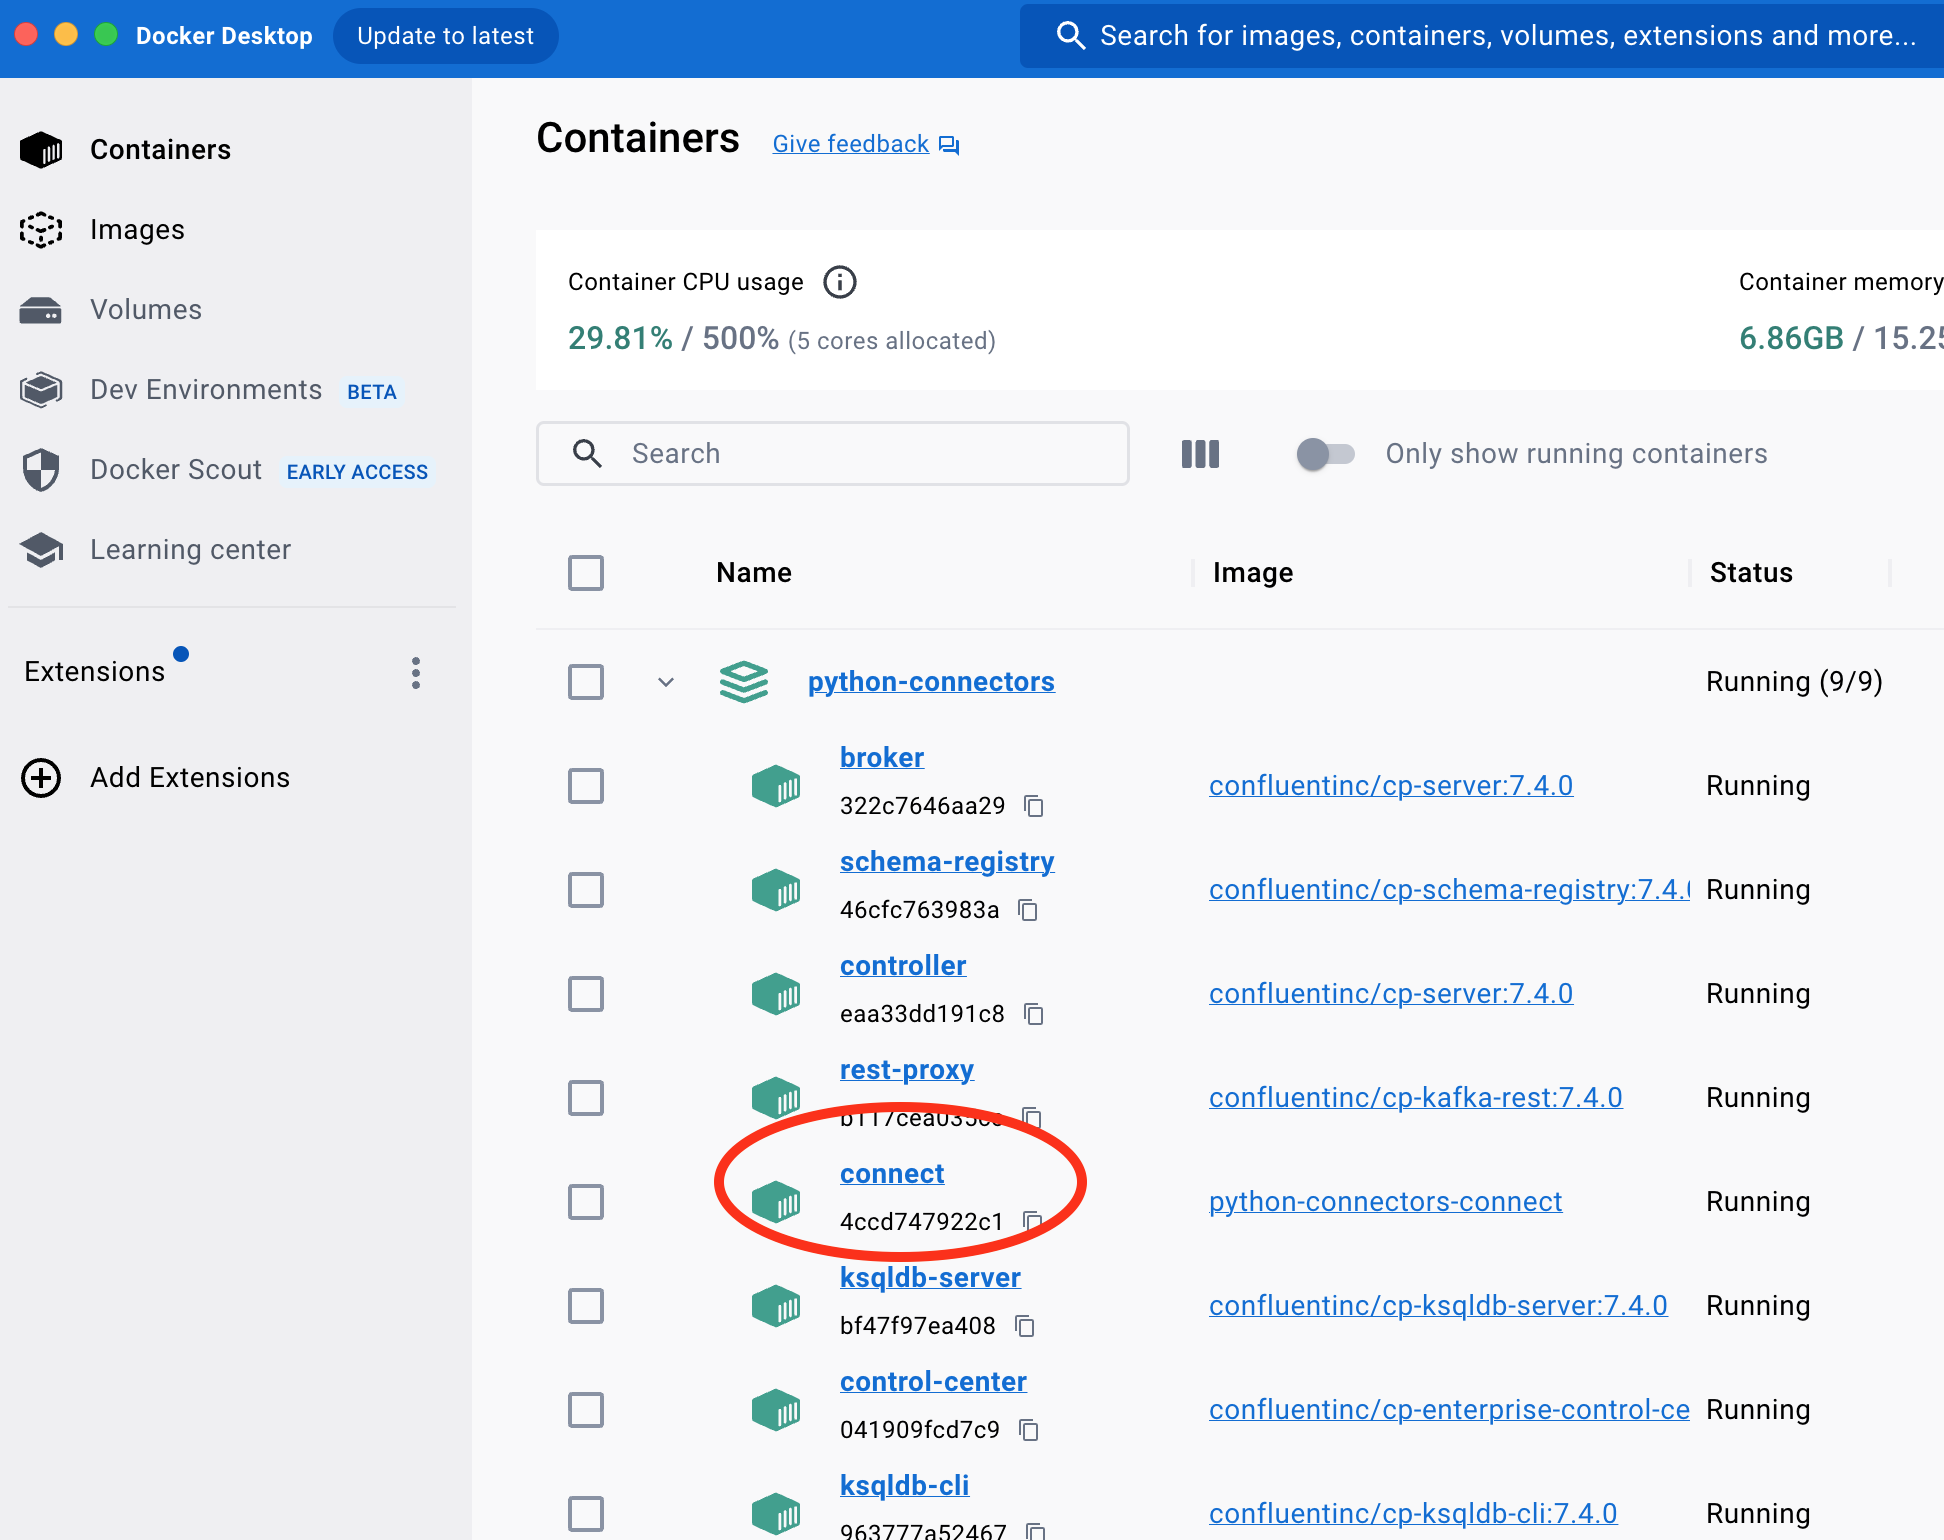 Docker Desktop Update to latest Search for images, containers, volumes, extensions and more...
Containers
Images
Volumes
Dev Environments BETA
Docker Scout EARLY ACCESS
Learning center
Extensions
Add Extensions
Containers Give feedback
Container CPU usage
29.81% / 500% (5 cores allocated)
Container memory
6.86GB / 15.25
Search
Only show running containers
Name Image Status
python-connectors Running (9/9)
broker
322c7646aa29
confluentinc/cp-server:7.4.0 Running
schema-registry
46cfc763983a
confluentinc/cp-schema-registry:7.4.0 Running
controller
eaa33dd191c8
confluentinc/cp-server:7.4.0 Running
rest-proxy
confluentinc/cp-kafka-rest:7.4.0 Running
connect
4ccd747922c1
python-connectors-connect Running
ksqldb-server
bf47f97ea408
confluentinc/cp-ksqldb-server:7.4.0 Running
control-center
041909fcd7c9
confluentinc/cp-enterprise-control-ce Running
ksqldb-cli
963777a52467
confluentinc/cp-ksqldb-cli:7.4.0 Running